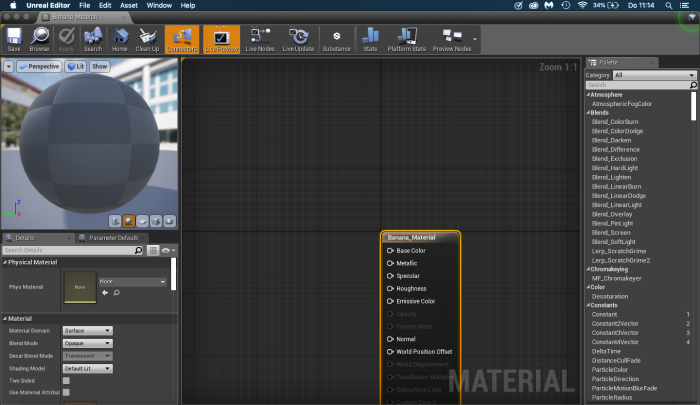 Unreal Editor File Edit Asset Window Help 34% Do 11:14
Banana_Material
Save Browse Apply Search Home Clean Up Connectors Live Preview Live Nodes Live Update Substance Stats Platform Stats Preview Nodes
Perspective Lit Show
Zoom 1:1
Palette
Category: All
Search
Atmosphere
AtmosphericFogColor
Blends
Blend_ColorBurn
Blend_ColorDodge
Blend_Darken
Blend_Difference
Blend_Exclusion
Blend_HardLight
Blend_Lighten
Blend_LinearBurn
Blend_LinearDodge
Blend_LinearLight
Blend_Overlay
Blend_PinLight
Blend_Screen
Blend_SoftLight
Lerp_ScratchGrime
Lerp_ScratchGrime2
Chromakeying
MF_Chromakeyer
Color
Desaturation
Constants
Constant 1
Constant2Vector 2
Constant3Vector 3
Constant4Vector 4
DeltaTime
DistanceCullFade
ParticleColor
ParticleDirection
ParticleMotionBlurFade
ParticleRadius
Z
X
Details Parameter Default
Search Details
Physical Material
Phys Material None None
Material
Material Domain Surface
Blend Mode Opaque
Decal Blend Mode Translucent
Shading Model Default Lit
Two Sided
Use Material Attribut
Banana_Material
Base Color
Metallic
Specular
Roughness
Emissive Color
Opacity
Opacity Mask
Normal
World Position Offset
World Displacement
Tessellation Multiplier
Subsurface Color
Custom Data 0
MATERIAL